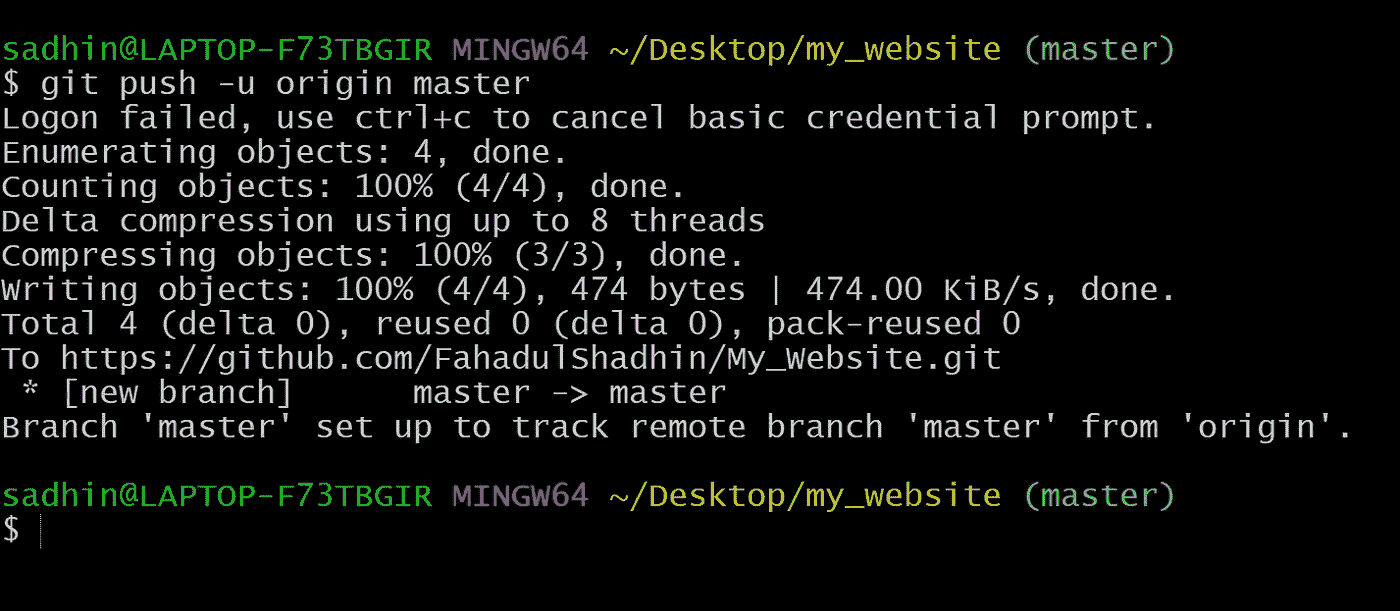 sadhin@LAPTOP-F73TBGIR MINGW64 ~/Desktop/my_website (master)
$ git push -u origin master
Logon failed, use ctrl+c to cancel basic credential prompt.
Enumerating objects: 4, done.
Counting objects: 100% (4/4), done.
Delta compression using up to 8 threads
Compressing objects: 100% (3/3), done.
Writing objects: 100% (4/4), 474 bytes | 474.00 KiB/s, done.
Total 4 (delta 0), reused 0 (delta 0), pack-reused 0
To https://github.com/FahadulShadhin/My_Website.git
 * [new branch]      master -> master
Branch 'master' set up to track remote branch 'master' from 'origin'.
sadhin@LAPTOP-F73TBGIR MINGW64 ~/Desktop/my_website (master)
$